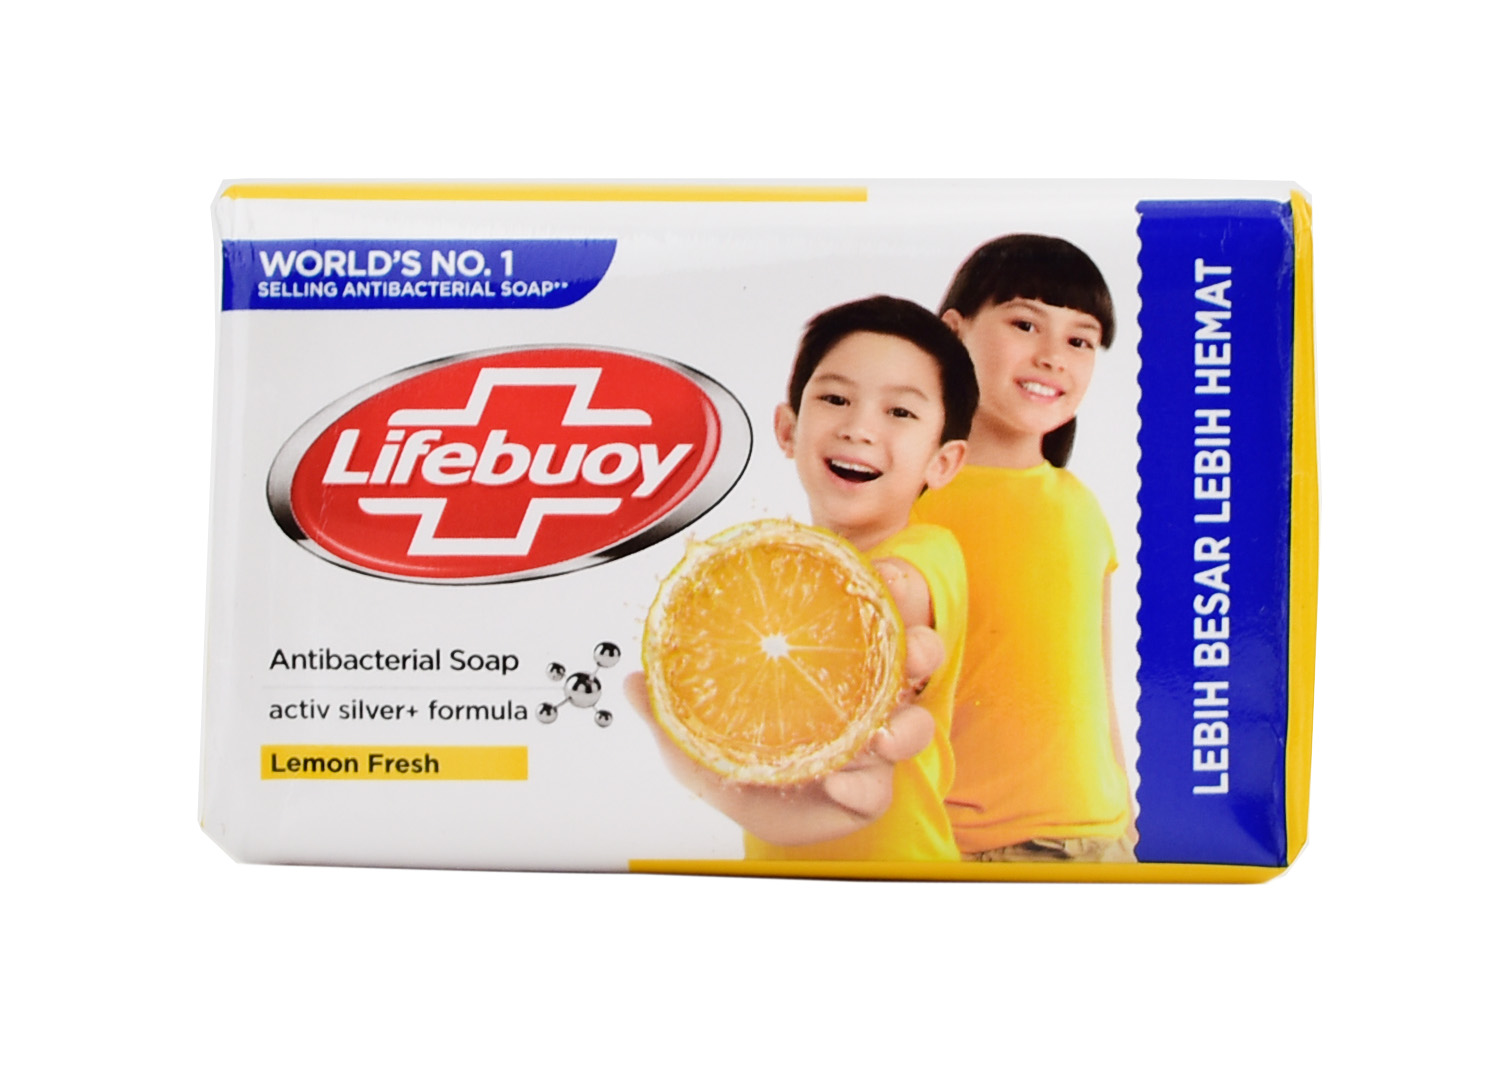 WORLD'S NO. 1
SELLING ANTIBACTERIAL SOAP**
Lifebuoy
Antibacterial Soap
activ silver+ formula
Lemon Fresh
LEBIH BESAR LEBIH HEMAT